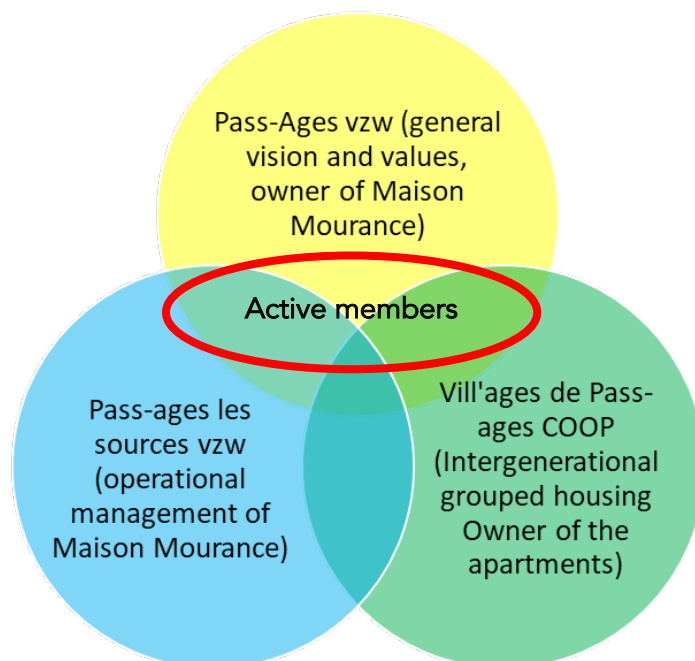 Pass-Ages vzw (general
vision and values,
owner of Maison
Mourance)
Active members
Pass-ages les
sources vzw
(operational
management of
Maison Mourance)
Vill'ages de Pass-
ages COOP
(Intergenerational
grouped housing
Owner of the
apartments)